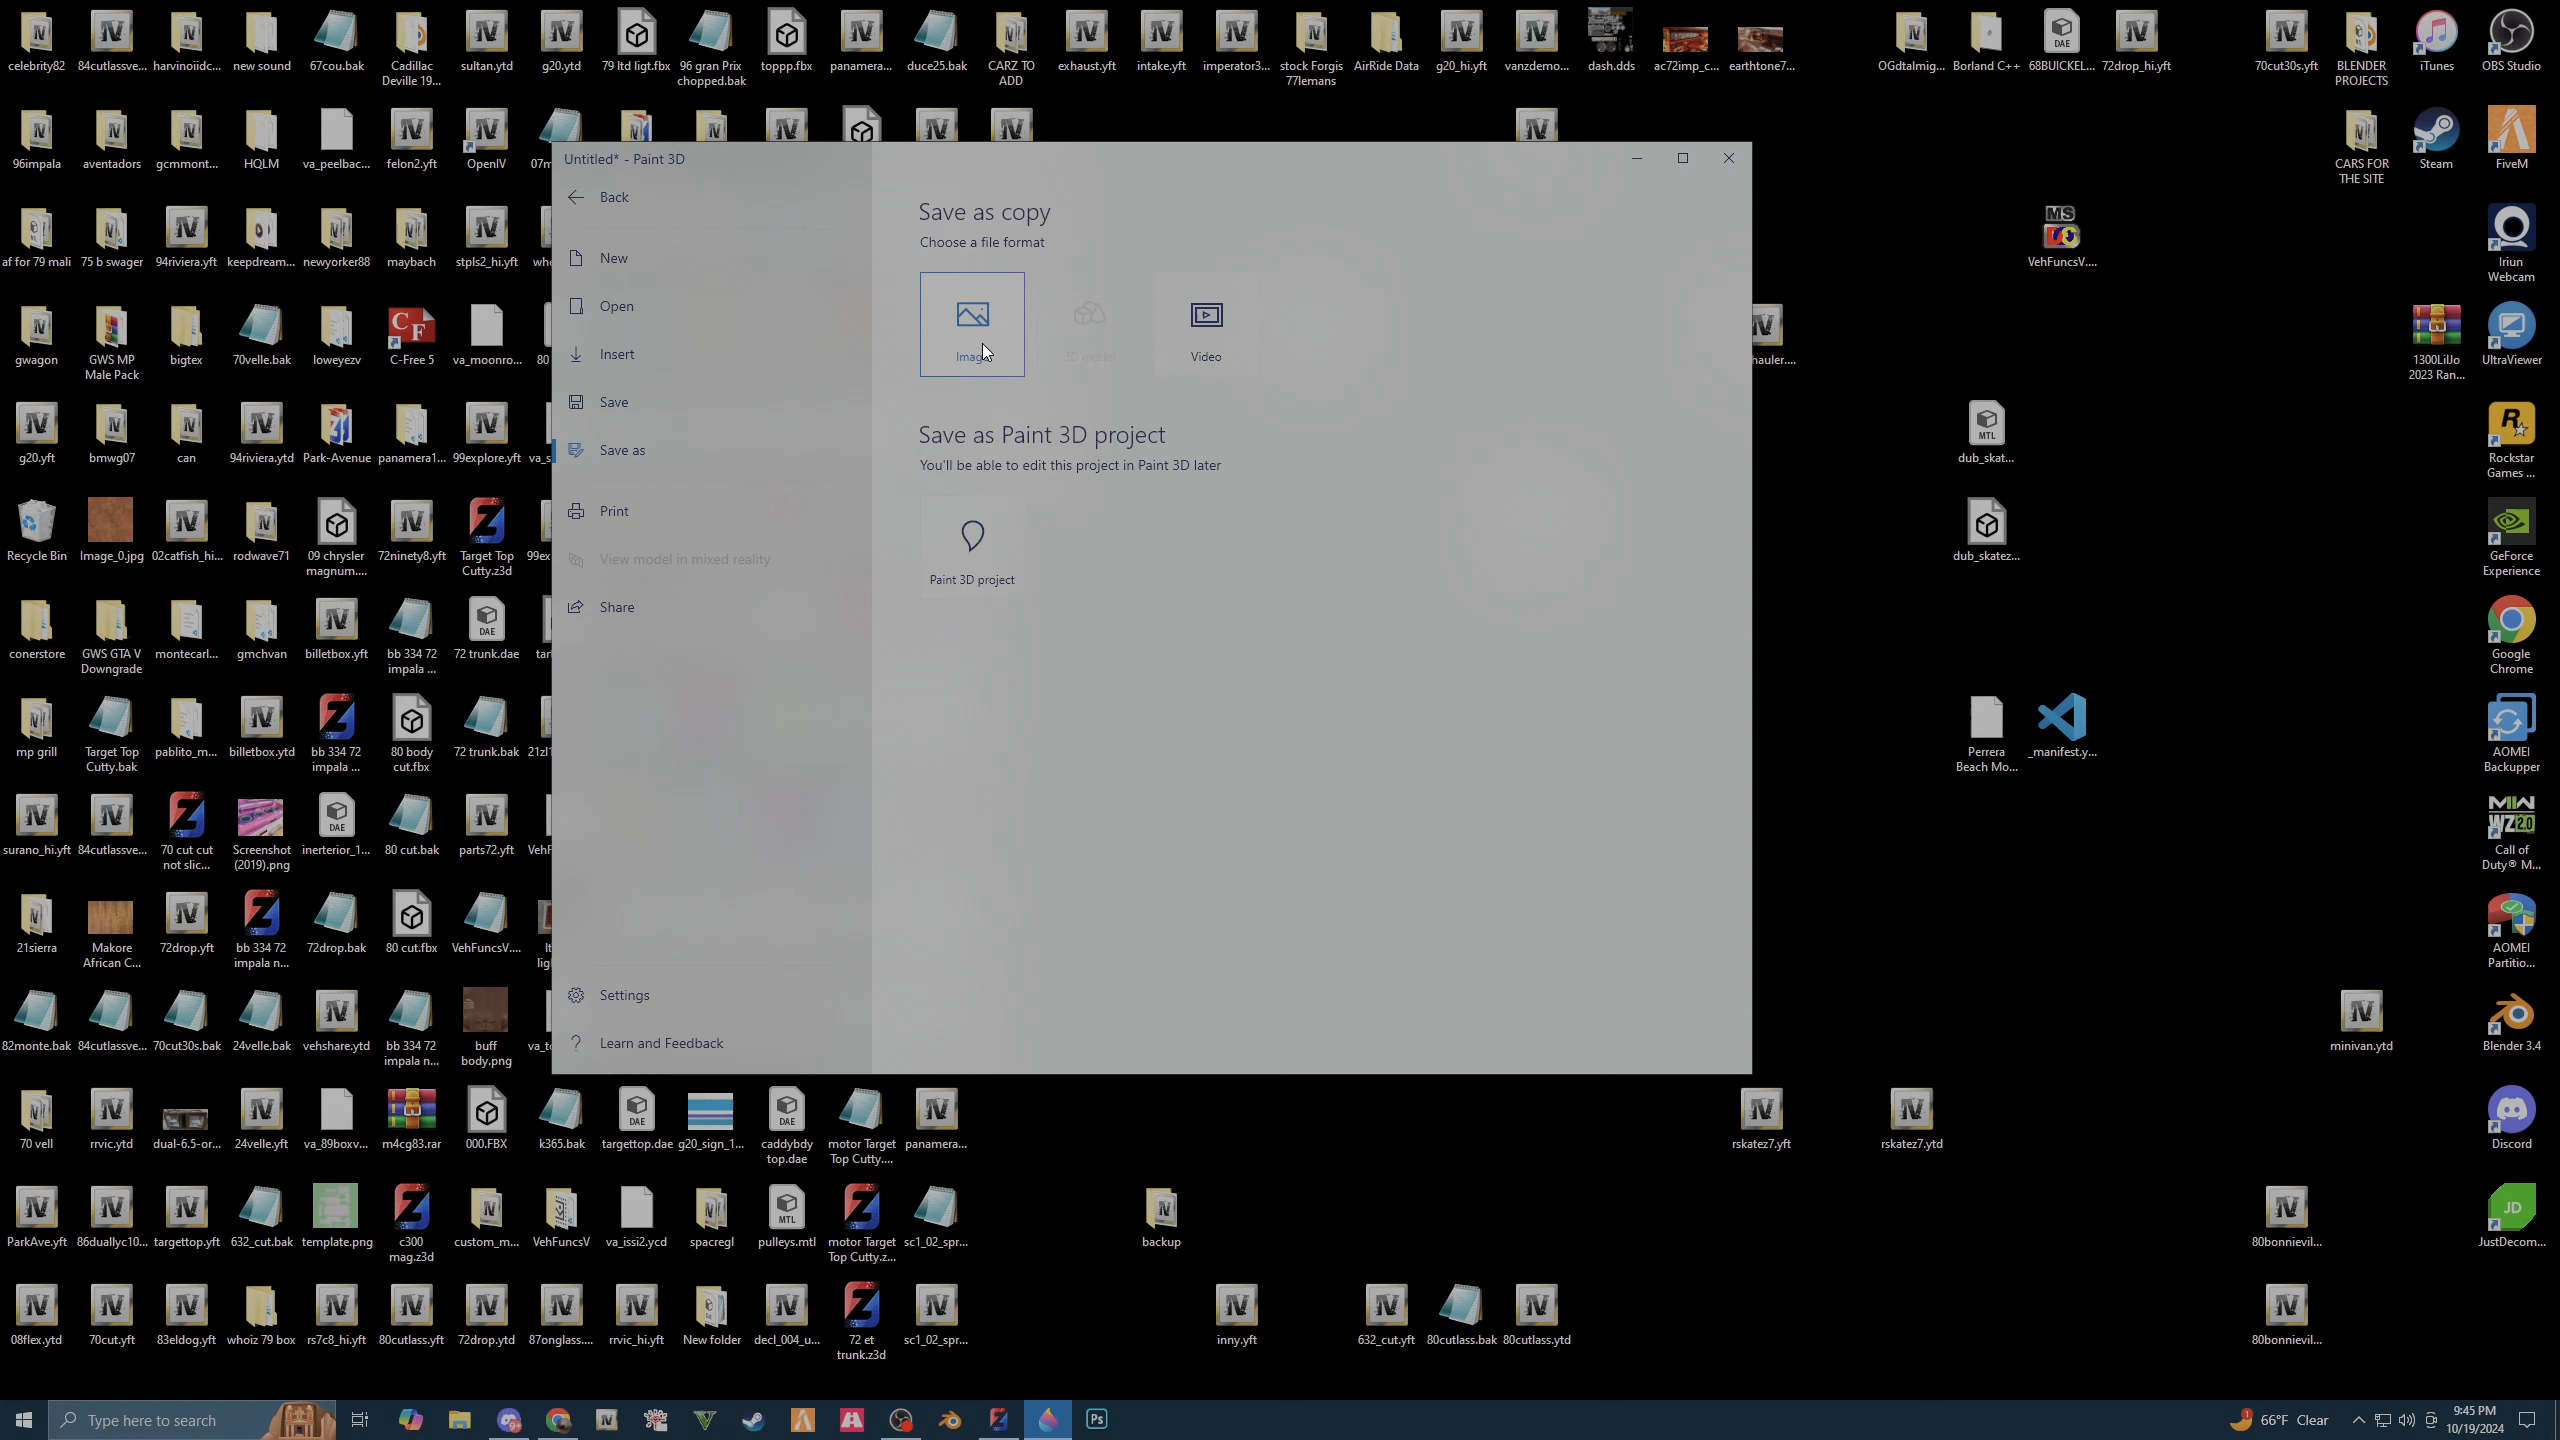 celebrity82 84cutlassve... harvinoiidc... new sound 67cou.bak Cadillac Deville 19... sultan.ytd g20.ytd 79 ltd ligt.fbx 96 gran Prix chopped.bak toppp.fbx panamera... duce25.bak CARZ TO ADD exhaust.yft intake.yft imperator3... stock Forgis 77lemans AirRide Data g20_hi.yft vanzdemo... dash.dds ac72imp_c... earthtone7... OGdtalmig... Borland C++ 68BUICKEL... 72drop_hi.yft 70cut30s.yft BLENDER PROJECTS iTunes OBS Studio
96impala aventadors gcmmont... HQLM va_peelbac... felon2.yft OpenIV CARS FOR THE SITE Steam FiveM
Untitled* - Paint 3D
Back
New
Open
Insert
Save
Save as
Print
View model in mixed reality
Share
Settings
Learn and Feedback
Save as copy
Choose a file format
3D model
Video
Save as Paint 3D project
You'll be able to edit this project in Paint 3D later
Paint 3D project
af for 79 mali 75 b swager 94riviera.yft keepdream... newyorker88 maybach stpls2_hi.yft VehFuncsV.... Iriun Webcam
gwagon GWS MP Male Pack bigtex 70velle.bak loweyezv C-Free 5 va_moonro... hauler.... 1300LilJo 2023 Ran... UltraViewer
g20.yft bmwg07 can 94riviera.ytd Park-Avenue panamera1... 99explore.yft dub_skat... Rockstar Games ...
Recycle Bin Image_0.jpg 02catfish_hi... rodwave71 09 chrysler magnum.... 72ninety8.yft Target Top Cutty.z3d dub_skatez... GeForce Experience
conerstore GWS GTA V Downgrade montecarl... gmchvan billetbox.yft bb 334 72 impala ... 72 trunk.dae Google Chrome
mp grill Target Top Cutty.bak pablito_m... billetbox.ytd bb 334 72 impala ... 80 body cut.fbx 72 trunk.bak Perrera Beach Mo... _manifest.y... AOMEI Backupper
surano_hi.yft 84cutlassve... 70 cut cut not slic... Screenshot (2019).png inerterior_1... 80 cut.bak parts72.yft Call of Duty® M...
21sierra Makore African C... 72drop.yft bb 334 72 impala n... 72drop.bak 80 cut.fbx VehFuncsV.... AOMEI Partitio...
82monte.bak 84cutlassve... 70cut30s.bak 24velle.bak vehshare.ytd bb 334 72 impala n... buff body.png minivan.ytd Blender 3.4
70 vell rrvic.ytd dual-6.5-or... 24velle.yft va_89boxv... m4cg83.rar 000.FBX k365.bak targettop.dae g20_sign_1... caddybdy top.dae motor Target Top Cutty.... panamera... rskatez7.yft rskatez7.ytd Discord
ParkAve.yft 86duallyc10... targettop.yft 632_cut.bak template.png c300 mag.z3d custom_m... VehFuncsV va_issi2.ycd spacregl pulleys.mtl motor Target Top Cutty.z... sc1_02_spr... backup 80bonnievil... JustDecom...
08flex.ytd 70cut.yft 83eldog.yft whoiz 79 box rs7c8_hi.yft 80cutlass.yft 72drop.ytd 87onglass.... rrvic_hi.yft New folder decl_004_u... 72 et trunk.z3d sc1_02_spr... inny.yft 632_cut.yft 80cutlass.bak 80cutlass.ytd 80bonnievil...
Type here to search 66°F Clear 9:45 PM
10/19/2024